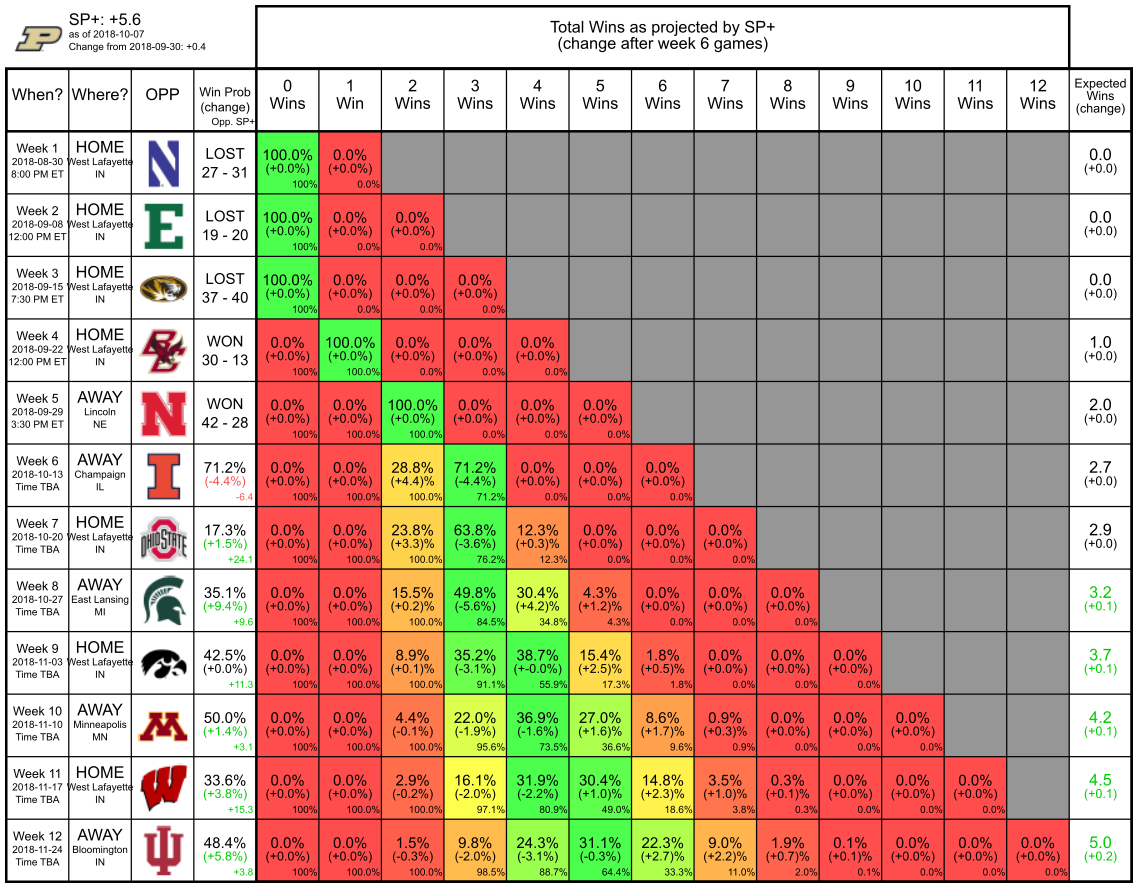 SP+: +5.6
as of 2018-10-07
Change from 2018-09-30: +0.4
Total Wins as projected by SP+
(change after week 6 games)
When? Where? OPP Win Prob (change) Opp. SP+ 0 Wins 1 Win 2 Wins 3 Wins 4 Wins 5 Wins 6 Wins 7 Wins 8 Wins 9 Wins 10 Wins 11 Wins 12 Wins Expected Wins (change)
Week 1 HOME LOST 100.0% 0.0% 0.0
2018-08-30 West Lafayette N (+0.0%) (+0.0%) (+0.0)
8:00 PM ET IN 27 - 31 100% 0.0%
Week 2 HOME LOST 100.0% 0.0% 0.0% 0.0
2018-09-08 West Lafayette E (+0.0%) (+0.0%) (+0.0%) (+0.0)
12:00 PM ET IN 19 - 20 100% 0.0% 0.0%
Week 3 HOME LOST 100.0% 0.0% 0.0% 0.0% 0.0
2018-09-15 West Lafayette (+0.0%) (+0.0%) (+0.0%) (+0.0%) (+0.0)
7:30 PM ET IN 37 - 40 100% 0.0% 0.0% 0.0%
Week 4 HOME WON 0.0% 100.0% 0.0% 0.0% 0.0% 1.0
2018-09-22 West Lafayette BC (+0.0%) (+0.0%) (+0.0%) (+0.0%) (+0.0%) (+0.0)
12:00 PM ET IN 30 - 13 100% 100.0% 0.0% 0.0% 0.0%
Week 5 AWAY WON 0.0% 0.0% 100.0% 0.0% 0.0% 0.0% 2.0
2018-09-29 Lincoln N (+0.0%) (+0.0%) (+0.0%) (+0.0%) (+0.0%) (+0.0%) (+0.0)
3:30 PM ET NE 42 - 28 100% 100.0% 100.0% 0.0% 0.0% 0.0%
Week 6 AWAY 71.2% 0.0% 0.0% 28.8% 71.2% 0.0% 0.0% 0.0% 2.7
2018-10-13 Champaign I (-4.4%) (+0.0%) (+0.0%) (+4.4%) (-4.4%) (+0.0%) (+0.0%) (+0.0%) (+0.0)
Time TBA IL -6.4 100% 100.0% 100.0% 71.2% 0.0% 0.0% 0.0%
Week 7 HOME 17.3% 0.0% 0.0% 23.8% 63.8% 12.3% 0.0% 0.0% 0.0% 2.9
2018-10-20 West Lafayette OHIO STATE (+1.5%) (+0.0%) (+0.0%) (+3.3%) (-3.6%) (+0.3%) (+0.0%) (+0.0%) (+0.0%) (+0.0)
Time TBA IN +24.1 100% 100.0% 100.0% 76.2% 12.3% 0.0% 0.0% 0.0%
Week 8 AWAY 35.1% 0.0% 0.0% 15.5% 49.8% 30.4% 4.3% 0.0% 0.0% 0.0% 3.2
2018-10-27 East Lansing (+9.4%) (+0.0%) (+0.0%) (+0.2%) (-5.6%) (+4.2%) (+1.2%) (+0.0%) (+0.0%) (+0.0%) (+0.1)
Time TBA MI +9.6 100% 100.0% 100.0% 84.5% 34.8% 4.3% 0.0% 0.0% 0.0%
Week 9 HOME 42.5% 0.0% 0.0% 8.9% 35.2% 38.7% 15.4% 1.8% 0.0% 0.0% 0.0% 3.7
2018-11-03 West Lafayette (+0.0%) (+0.0%) (+0.0%) (+0.1%) (-3.1%) (+-0.0%) (+2.5%) (+0.5%) (+0.0%) (+0.0%) (+0.0%) (+0.1)
Time TBA IN +11.3 100% 100.0% 100.0% 91.1% 55.9% 17.3% 1.8% 0.0% 0.0% 0.0%
Week 10 AWAY 50.0% 0.0% 0.0% 4.4% 22.0% 36.9% 27.0% 8.6% 0.9% 0.0% 0.0% 0.0% 4.2
2018-11-10 Minneapolis M (+1.4%) (+0.0%) (+0.0%) (-0.1%) (-1.9%) (-1.6%) (+1.6%) (+1.7%) (+0.3%) (+0.0%) (+0.0%) (+0.0%) (+0.1)
Time TBA MN +3.1 100% 100.0% 100.0% 95.6% 73.5% 36.6% 9.6% 0.9% 0.0% 0.0% 0.0%
Week 11 HOME 33.6% 0.0% 0.0% 2.9% 16.1% 31.9% 30.4% 14.8% 3.5% 0.3% 0.0% 0.0% 0.0% 4.5
2018-11-17 West Lafayette W (+3.8%) (+0.0%) (+0.0%) (-0.2%) (-2.0%) (-2.2%) (+1.0)% (+2.3%) (+1.0)% (+0.1)% (+0.0%) (+0.0%) (+0.0%) (+0.1)
Time TBA IN +15.3 100% 100.0% 100.0% 97.1% 80.9% 49.0% 18.6% 3.8% 0.3% 0.0% 0.0% 0.0%
Week 12 AWAY 48.4% 0.0% 0.0% 1.5% 9.8% 24.3% 31.1% 22.3% 9.0% 1.9% 0.1% 0.0% 0.0% 0.0% 5.0
2018-11-24 Bloomington (+5.8%) (+0.0%) (+0.0%) (-0.3%) (-2.0%) (-3.1%) (-0.3%) (+2.7%) (+2.2)% (+0.7)% (+0.1)% (+0.0%) (+0.0%) (+0.0%) (+0.2)
Time TBA IN +3.8 100% 100.0% 100.0% 98.5% 88.7% 64.4% 33.3% 11.0% 2.0% 0.1% 0.0% 0.0% 0.0%